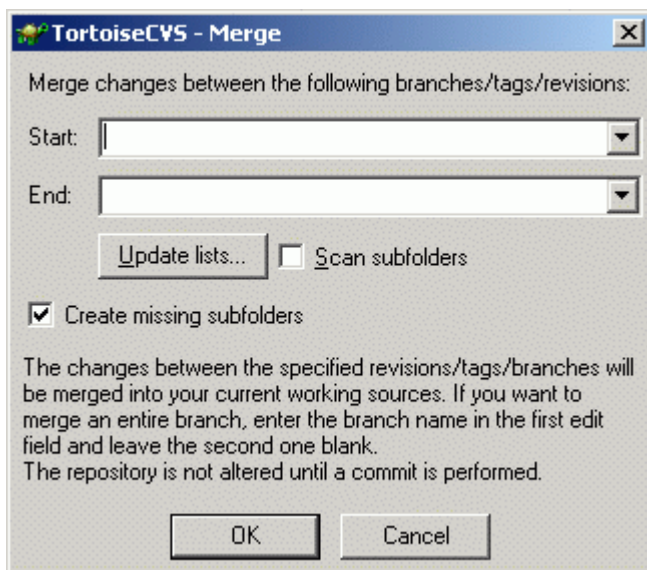 TortoiseCVS - Merge
Merge changes between the following branches/tags/revisions:
Start:
End:
Update lists... Scan subfolders
Create missing subfolders
The changes between the specified revisions/tags/branches will
be merged into your current working sources. If you want to
merge an entire branch, enter the branch name in the first edit
field and leave the second one blank.
The repository is not altered until a commit is performed.
OK Cancel